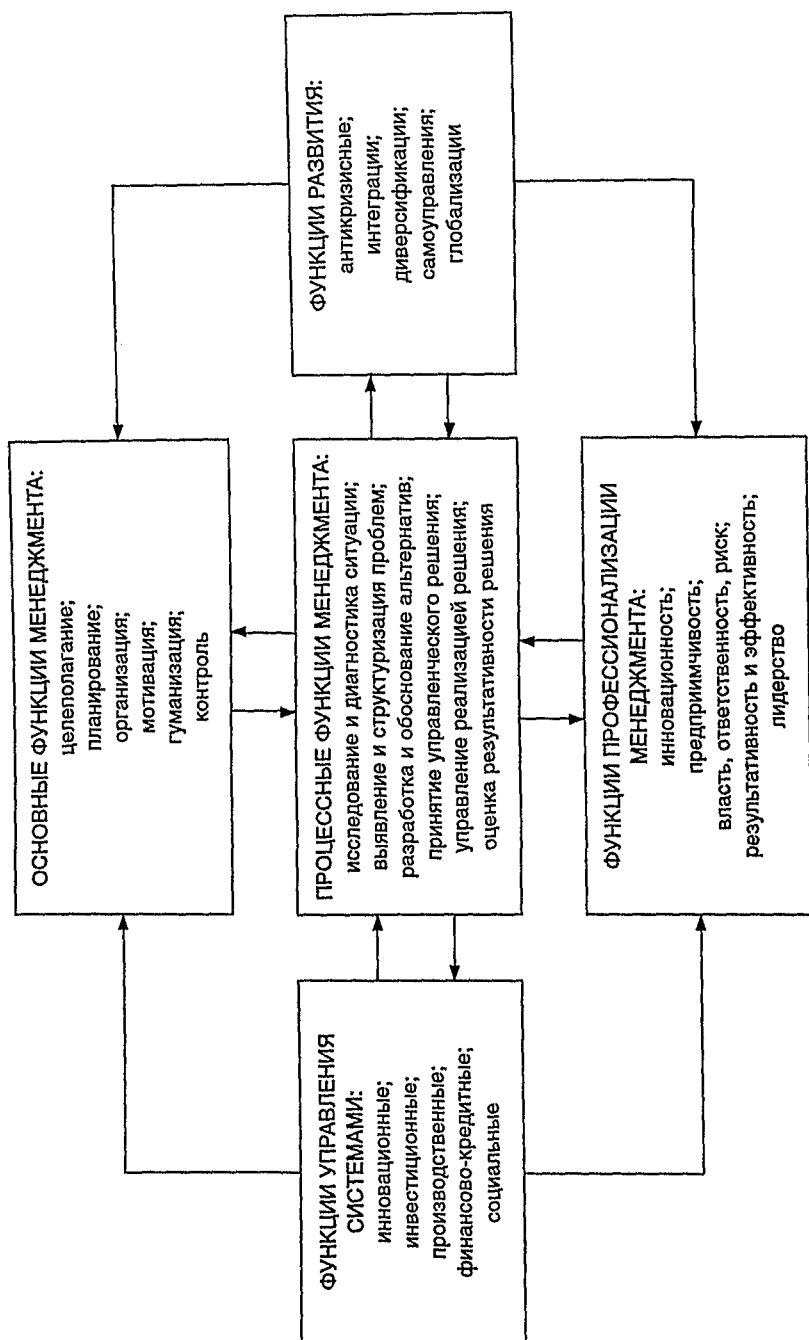 ОСНОВНЫЕ ФУНКЦИИ МЕНЕДЖМЕНТА:
целеполагание;
планирование;
организация;
мотивация;
гуманизация;
контроль
ФУНКЦИИ УПРАВЛЕНИЯ
СИСТЕМАМИ:
инновационные;
инвестиционные;
производственные;
финансово-кредитные;
социальные
ПРОЦЕССНЫЕ ФУНКЦИИ МЕНЕДЖМЕНТА:
исследование и диагностика ситуации;
выявление и структуризация проблем;
разработка и обоснование альтернатив;
принятие управленческого решения;
управление реализацией решения;
оценка результативности решения
ФУНКЦИИ РАЗВИТИЯ:
антикризисные;
интеграции;
диверсификации;
самоуправления;
глобализации
ФУНКЦИИ ПРОФЕССИОНАЛИЗАЦИИ
МЕНЕДЖМЕНТА:
инновационность;
предприимчивость;
власть, ответственность, риск;
результативность и эффективность;
лидерство